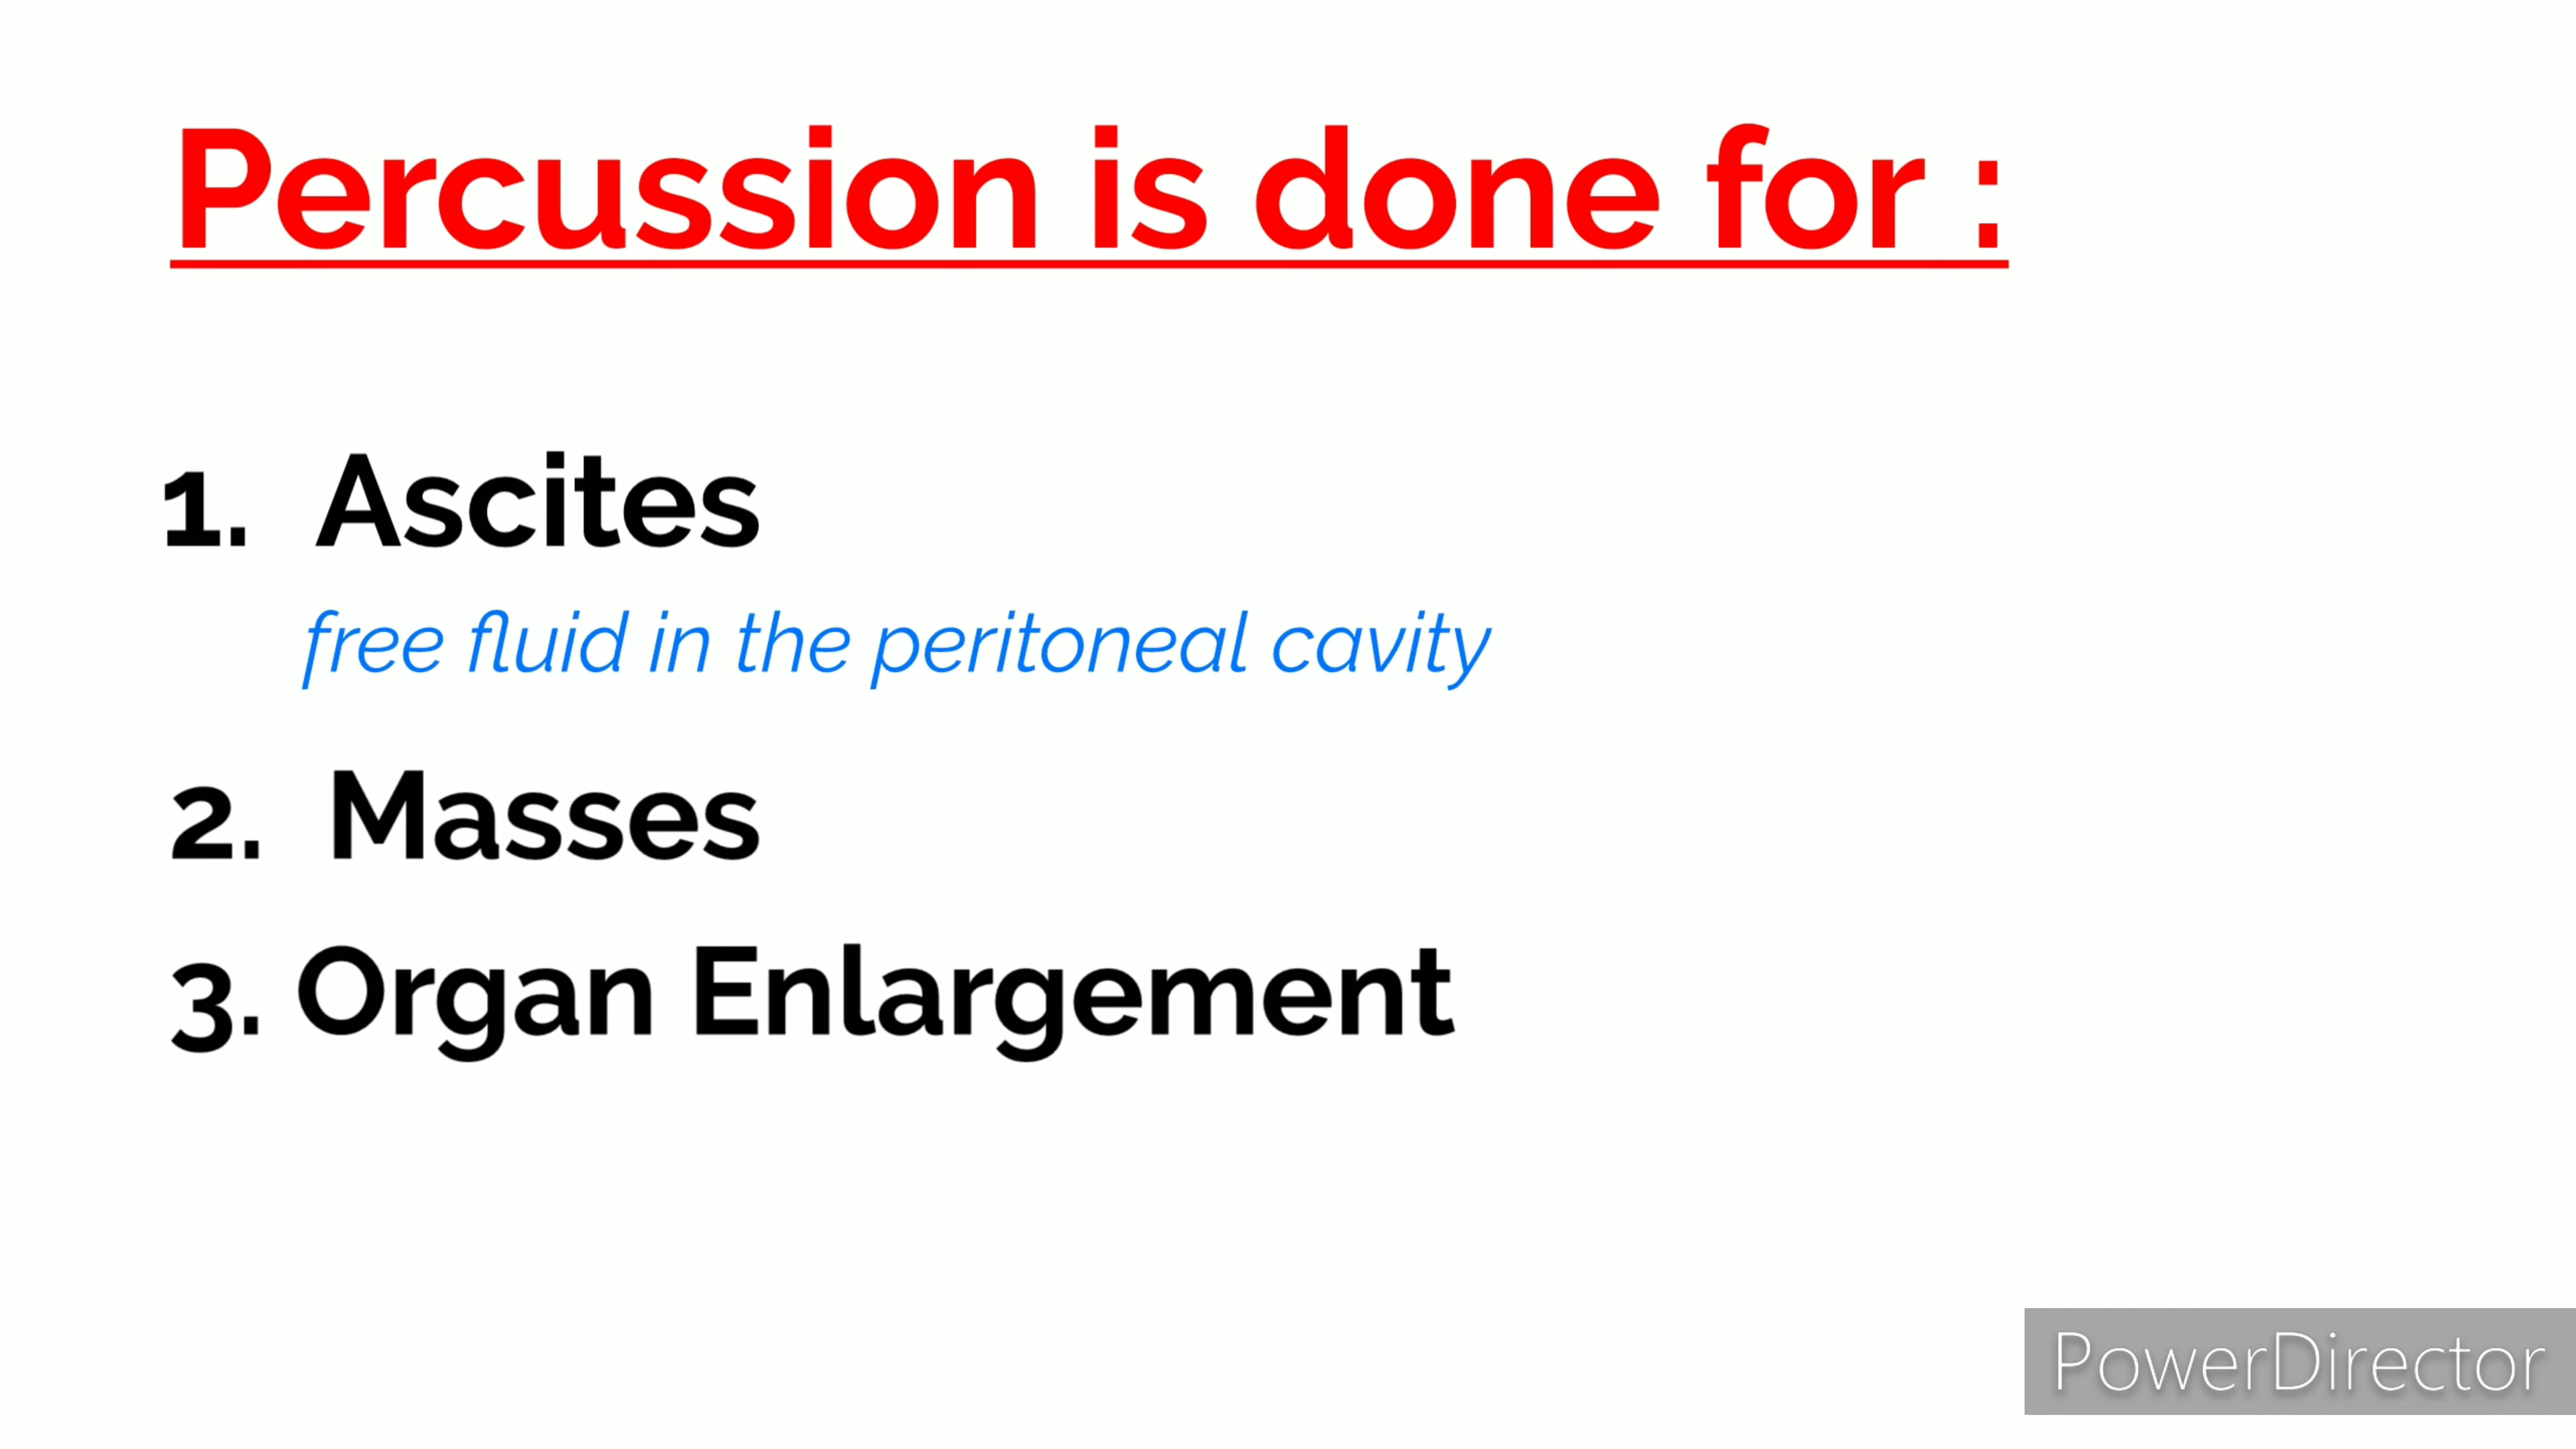 Percussion is done for :
1. Ascites
free fluid in the peritoneal cavity
2. Masses
3. Organ Enlargement
PowerDirector